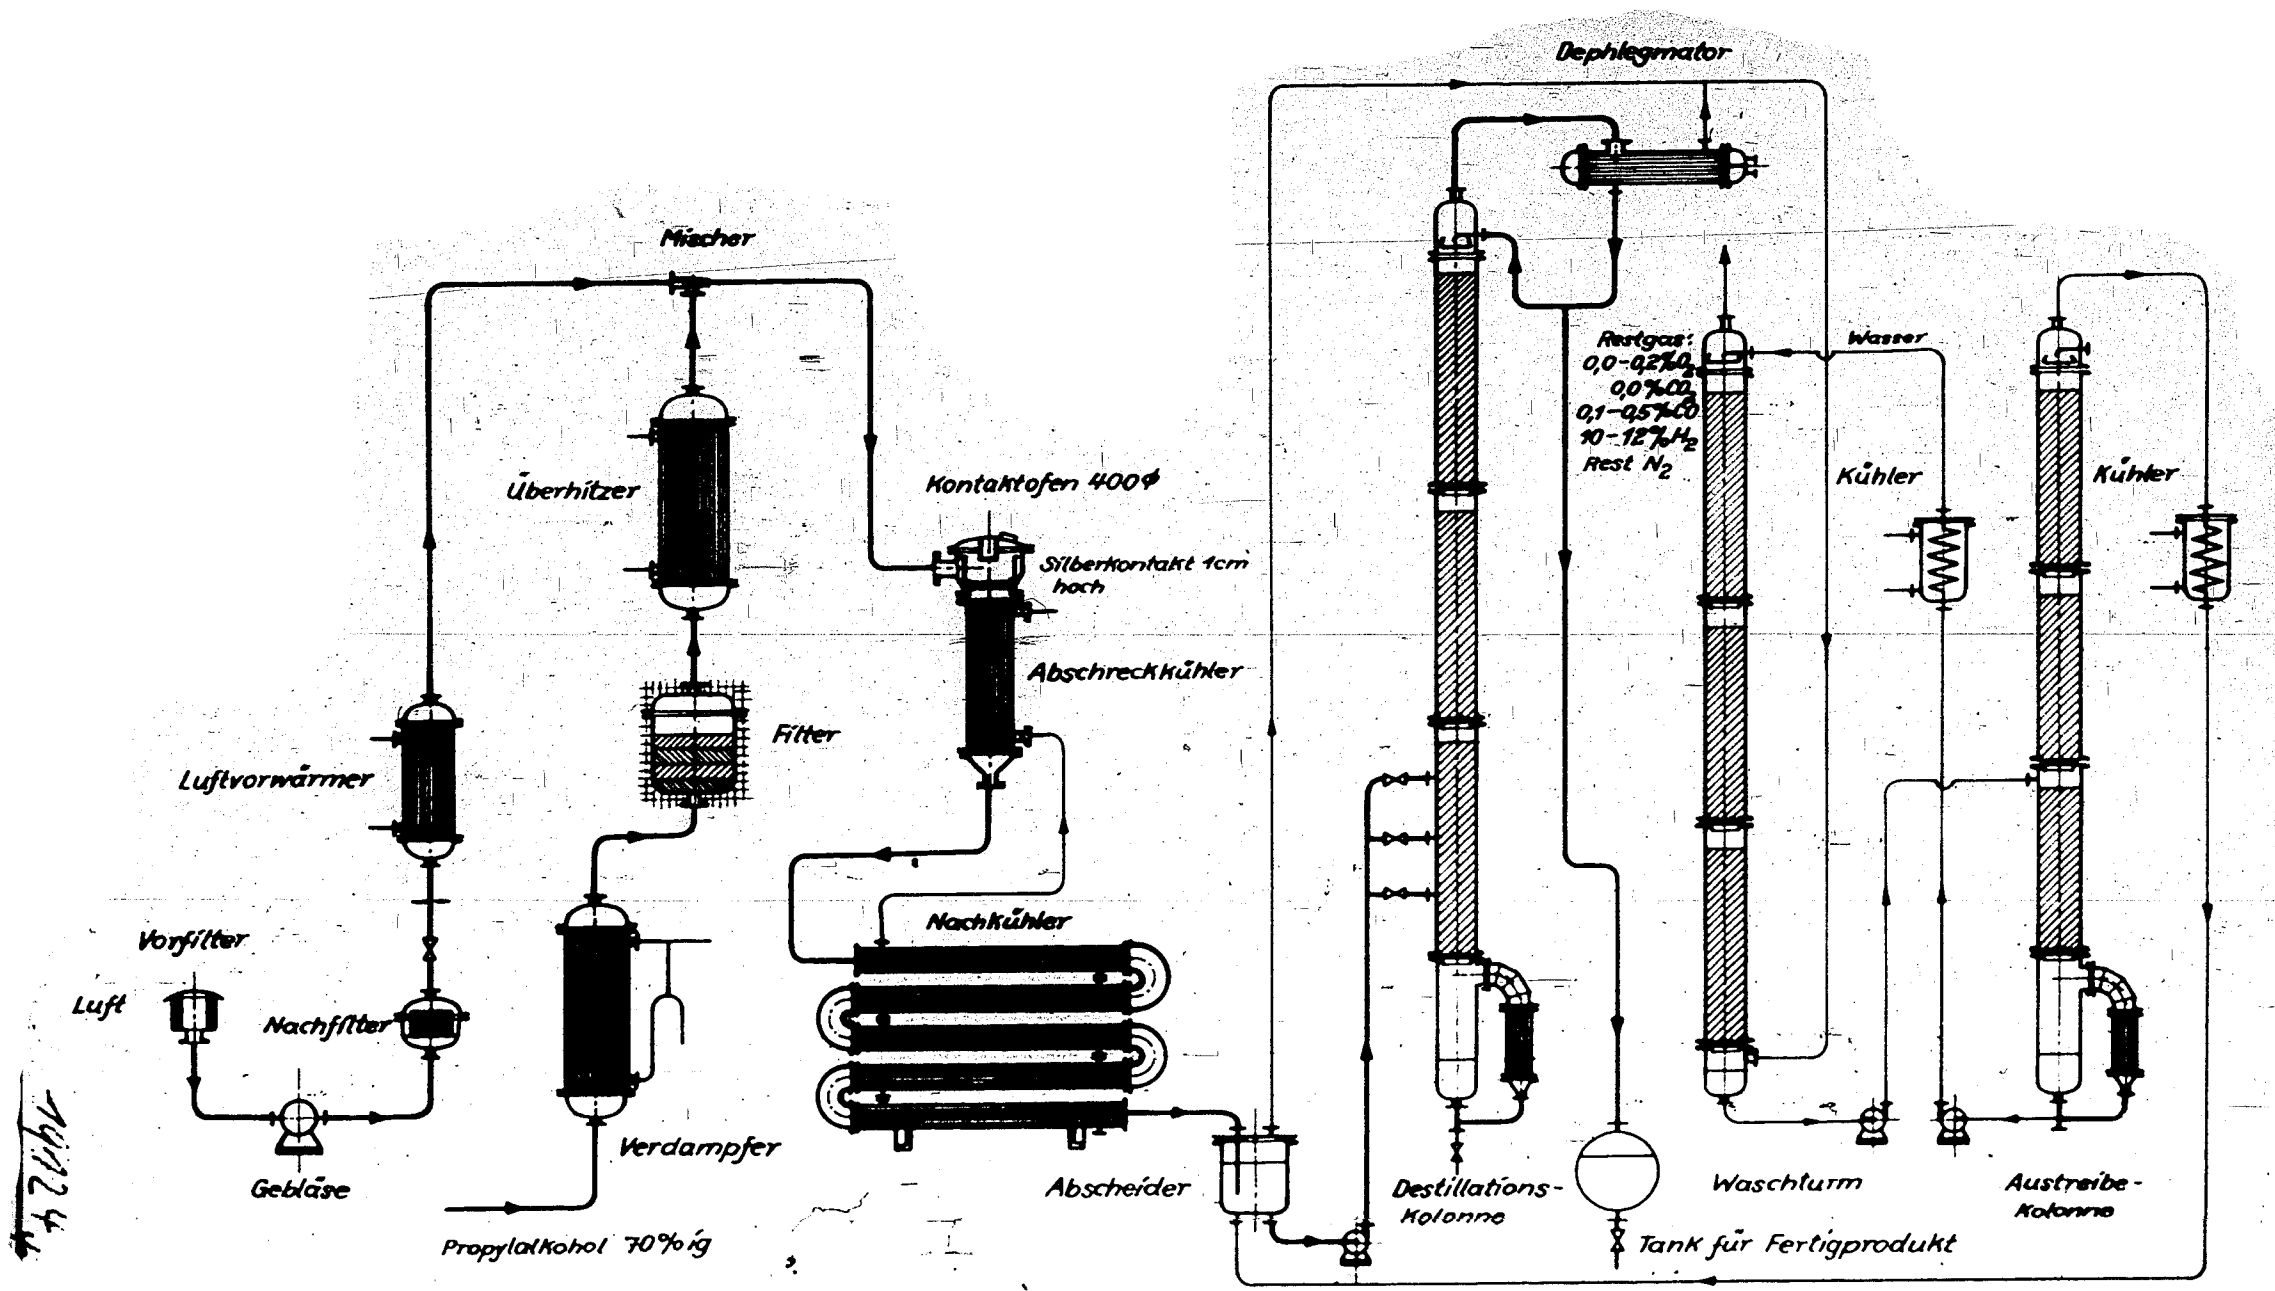 Dephlegmator
Mischer
Restgas:
0,0-0,2%O2
0,0%CO2
0,1-0,5%CO
10-12%H2
Rest N2
Wasser
Überhitzer
Kontaktofen 400ϕ
Kühler
Kühler
Silberkontakt 1cm
hoch
Abschreckkühler
Filter
Luftvorwärmer
Vorfilter
Nachkühler
Luft
Nachfilter
Verdampfer
Gebläse
Abscheider
Destillations-
Kolonne
Waschturm
Austreibe-
Kolonne
Propylalkohol 70%ig
Tank für Fertigprodukt